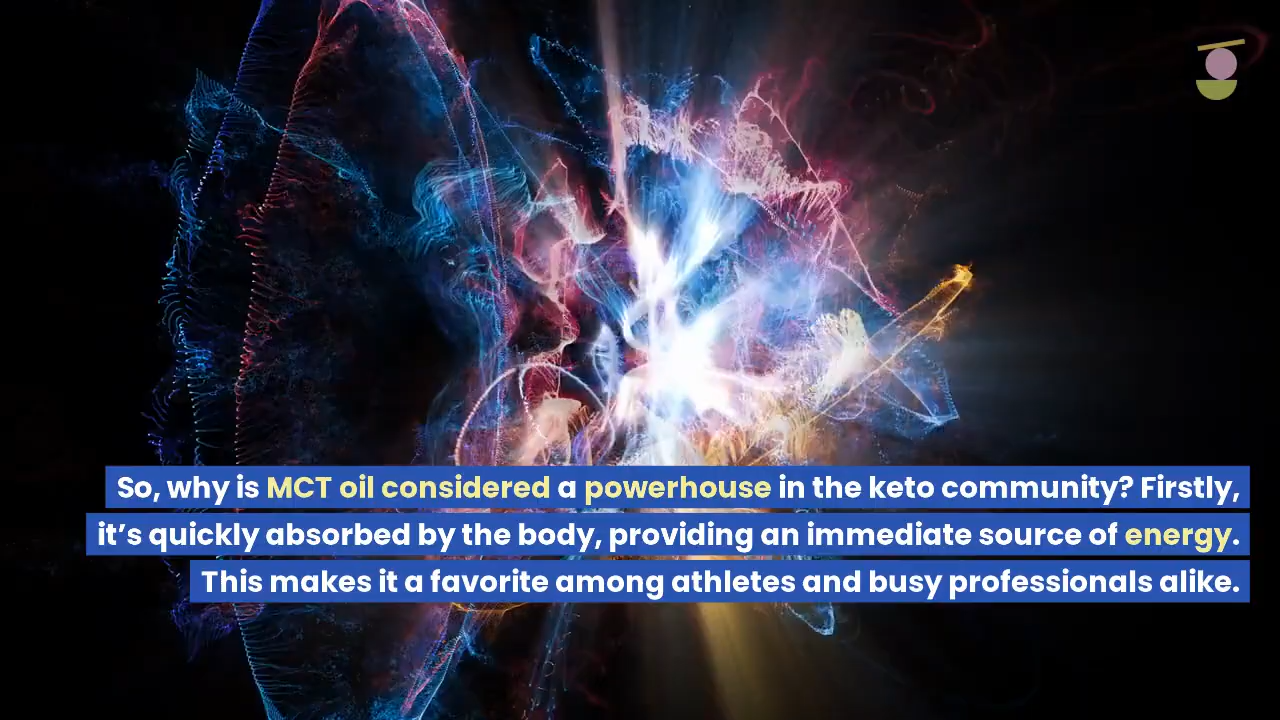 So, why is MCT oil considered a powerhouse in the keto community? Firstly,
it’s quickly absorbed by the body, providing an immediate source of energy.
This makes it a favorite among athletes and busy professionals alike.